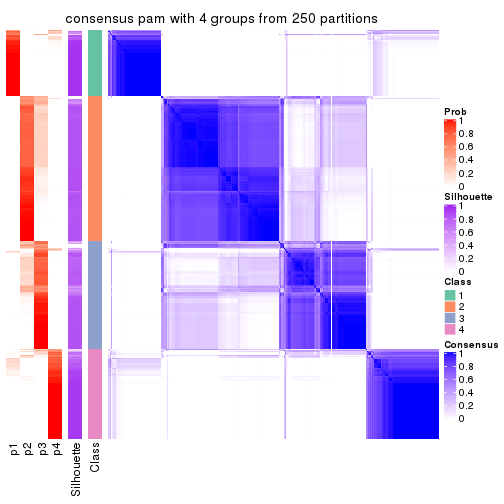 consensus pam with 4 groups from 250 partitions
Prob
1
0.8
0.6
0.4
0.2
0
Silhouette
1
0.8
0.6
0.4
0.2
0
Class
1
2
3
4
Consensus
1
0.8
0.6
0.4
0.2
0
p1
p2
p3
p4
Silhouette
Class